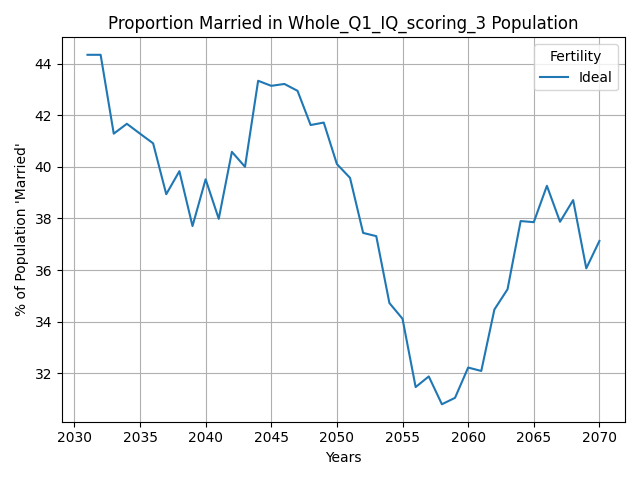 Proportion Married in Whole_Q1_IQ_scoring_3 Population
Fertility
Ideal
% of Population 'Married'
44
42
40
38
36
34
32
2030 2035 2040 2045 2050 2055 2060 2065 2070
Years